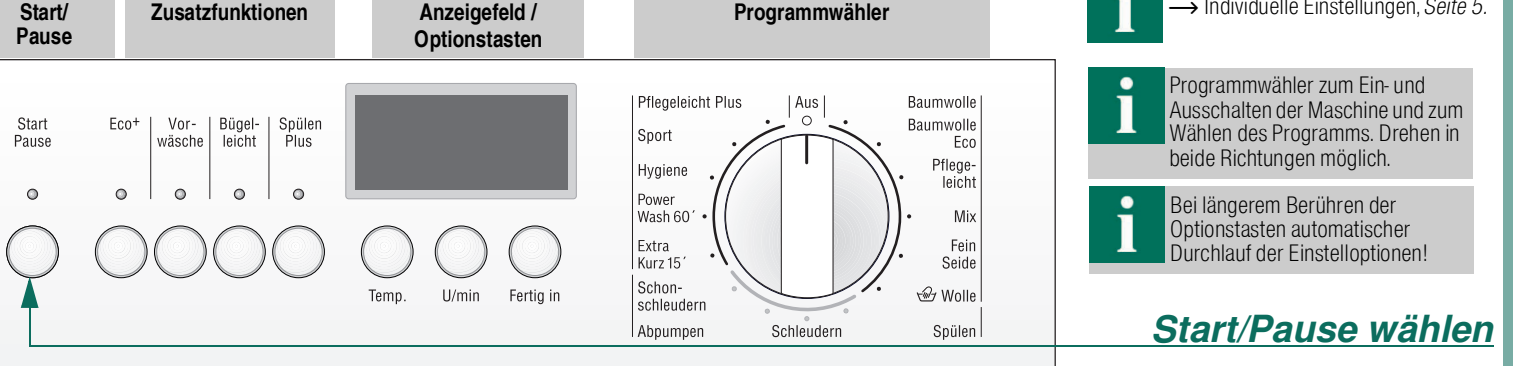 Start/
Pause
Zusatzfunktionen
Anzeigefeld /
Optionstasten
Programmwähler
→ Individuelle Einstellungen, Seite 5.
Start
Pause
Eco+
Vor-
wäsche
Bügel-
leicht
Spülen
Plus
Temp.
U/min
Fertig in
Pflegeleicht Plus
Sport
Hygiene
Power
Wash 60´
Extra
Kurz 15´
Schon-
schleudern
Abpumpen
Aus
Schleudern
Baumwolle
Baumwolle
Eco
Pflege-
leicht
Mix
Fein
Seide
Wolle
Spülen
i
Programmwähler zum Ein- und
Ausschalten der Maschine und zum
Wählen des Programms. Drehen in
beide Richtungen möglich.
i
Bei längerem Berühren der
Optionstasten automatischer
Durchlauf der Einstelloptionen!
Start/Pause wählen